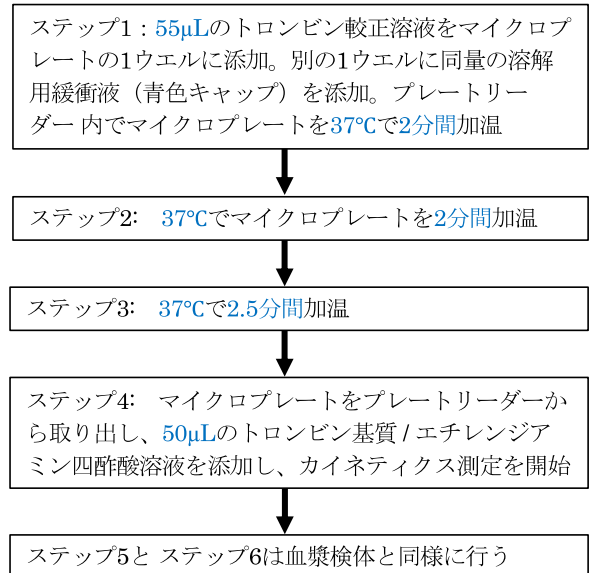 ステップ1：55μLのトロンビン較正溶液をマイクロプ
レートの1ウエルに添加。別の1ウエルに同量の溶解
用緩衝液（青色キャップ）を添加。プレートリー
ダー 内でマイクロプレートを37℃で2分間加温
ステップ2:　37℃でマイクロプレートを2分間加温
ステップ3:　37℃で2.5分間加温
ステップ4:　マイクロプレートをプレートリーダーか
ら取り出し、50μLのトロンビン基質 / エチレンジア
ミン四酢酸溶液を添加し、カイネティクス測定を開始
ステップ5と ステップ6は血漿検体と同様に行う